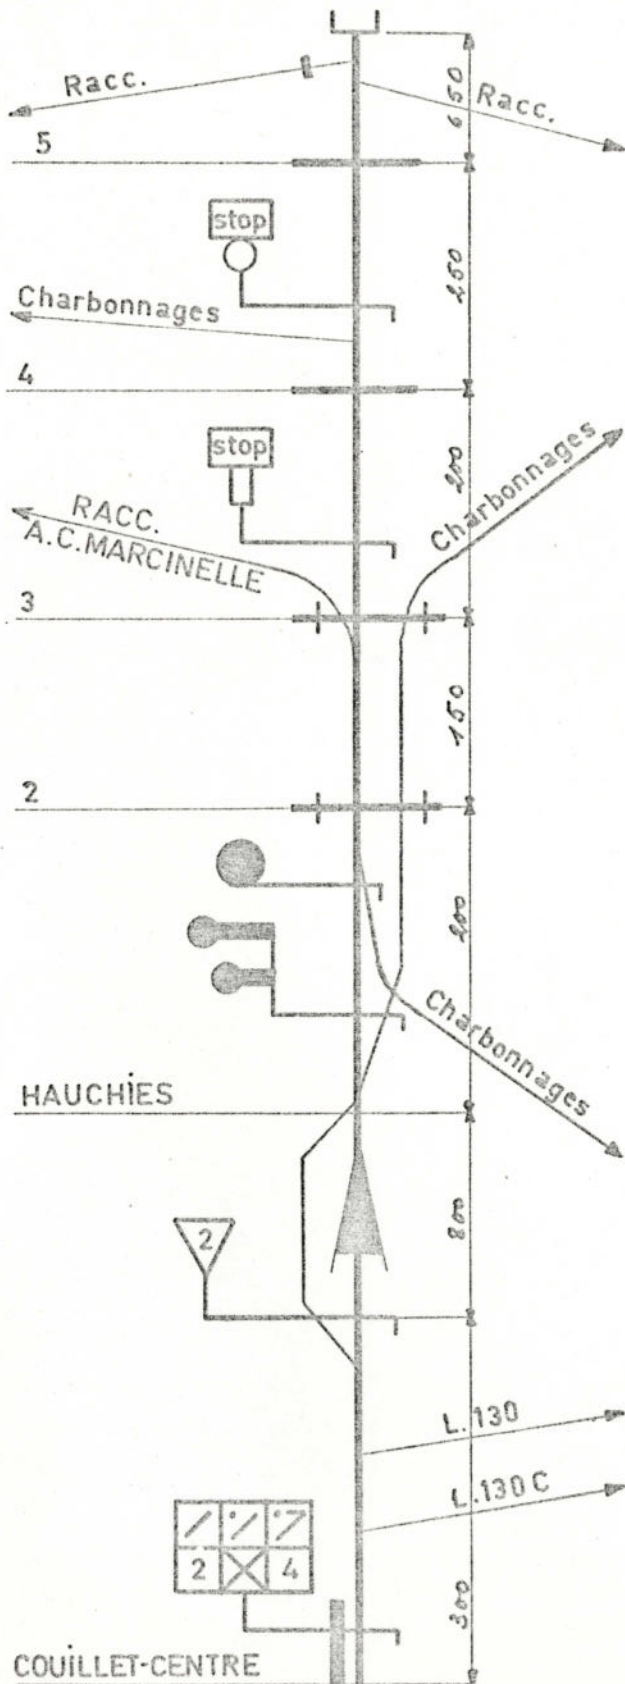 Racc.
Racc.
650
5
stop
250
Charbonnages
4
stop
200
Charbonnages
RACC.
A.C.MARCINELLE
3
150
2
200
Charbonnages
HAUCHiES
2
800
L.130
L.130C
2 4
300
COUiLLET-CENTRE